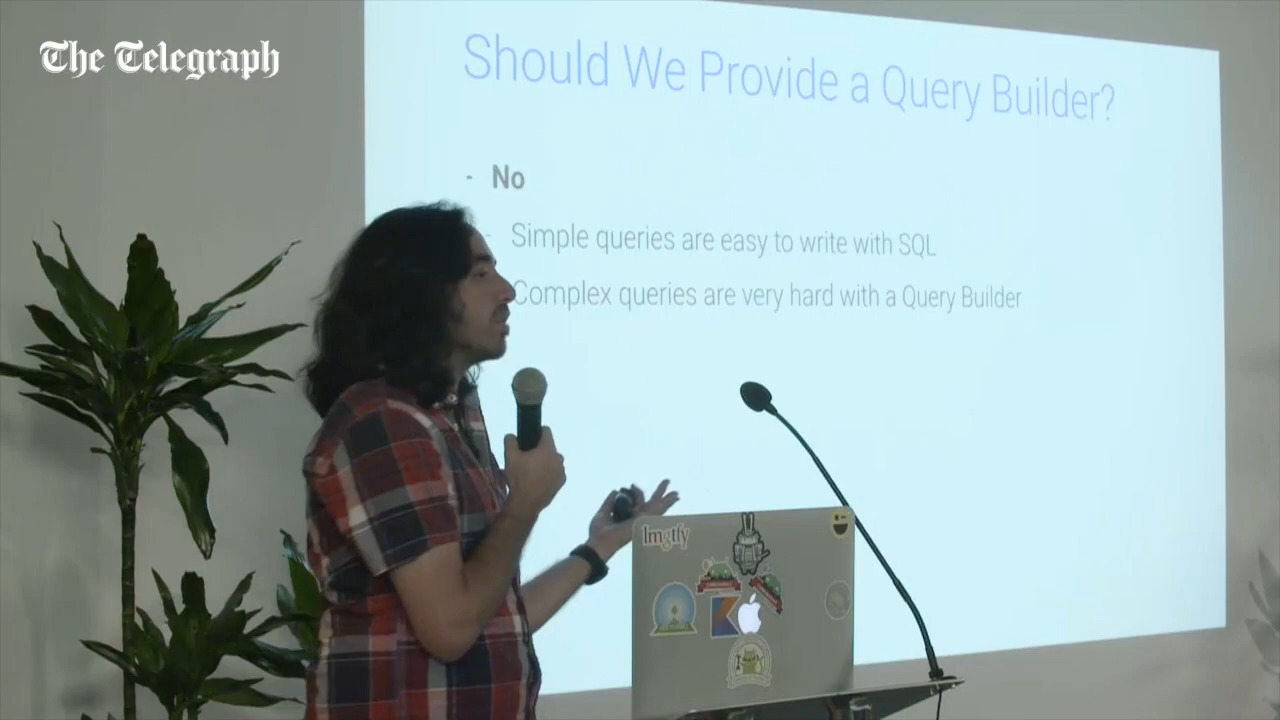 The Telegraph
Should We Provide a Query Builder?
- No
- Simple queries are easy to write with SQL
Complex queries are very hard with a Query Builder
lmgtfy